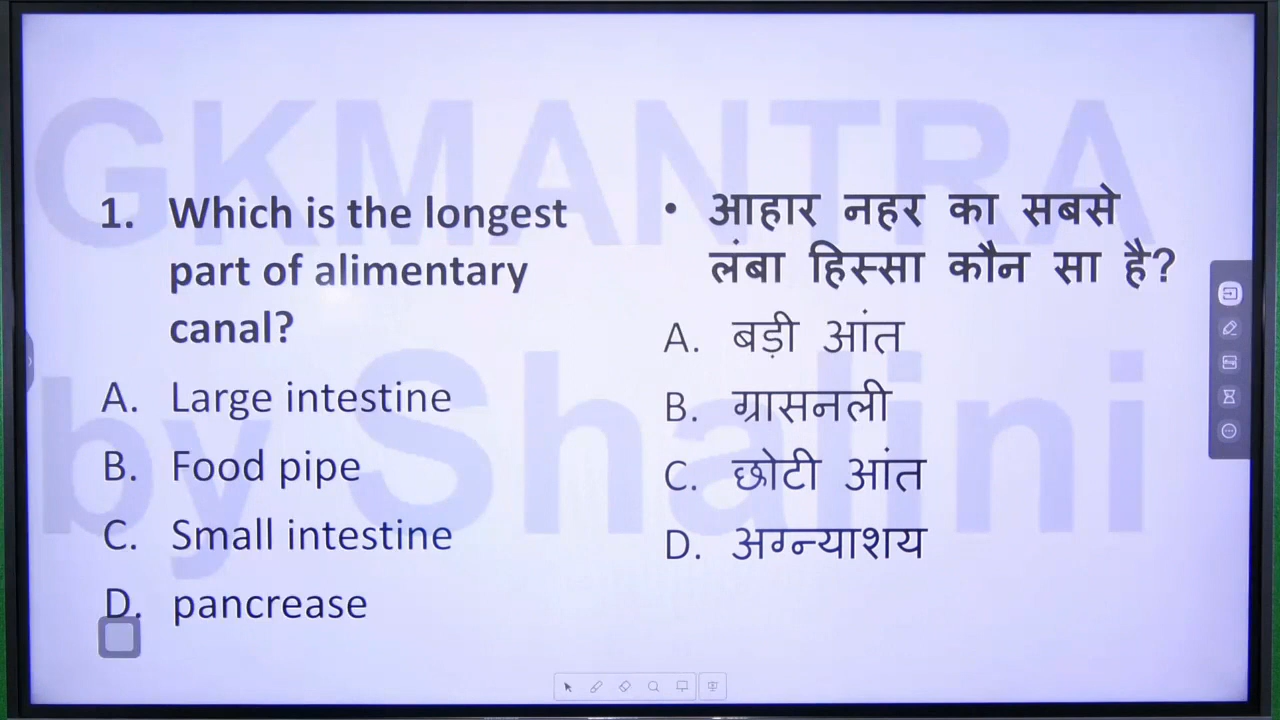 GKMANTRA
by Shalini
1. Which is the longest
part of alimentary
canal?
A. Large intestine
B. Food pipe
C. Small intestine
D. pancrease
• आहार नहर का सबसे
लंबा हिस्सा कौन सा है?
A. बड़ी आंत
B. ग्रासनली
C. छोटी आंत
D. अग्न्याशय